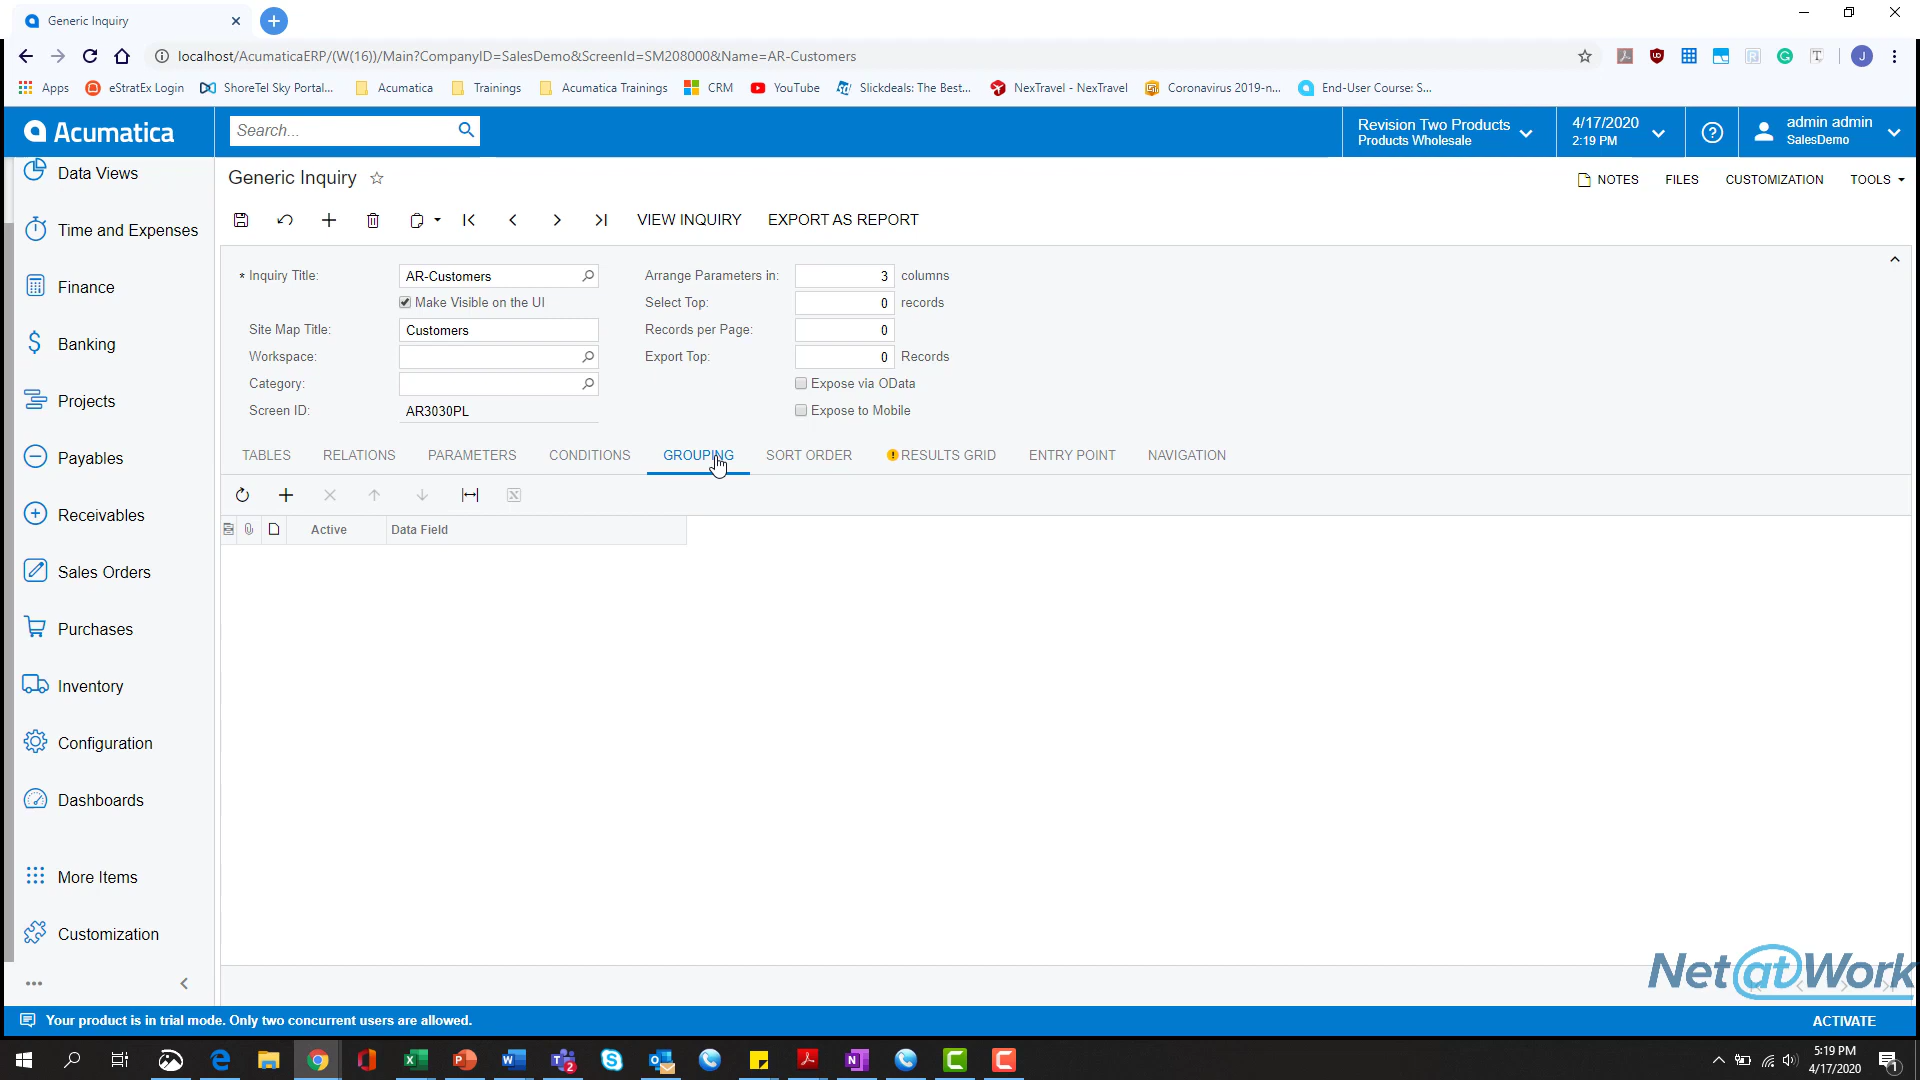 Generic Inquiry
localhost/AcumaticaERP/(W(16))/Main?CompanyID=SalesDemo&ScreenId=SM208000&Name=AR-Customers
J
Apps
eStratEx Login
ShoreTel Sky Portal...
Acumatica
Trainings
Acumatica Trainings
CRM
YouTube
Slickdeals: The Best...
NexTravel - NexTravel
Coronavirus 2019-n...
End-User Course: S...
Acumatica
Search...
Revision Two Products
Products Wholesale
4/17/2020
2:19 PM
admin admin
SalesDemo
Data Views
Time and Expenses
Finance
Banking
Projects
Payables
Receivables
Sales Orders
Purchases
Inventory
Configuration
Dashboards
More Items
Customization
Generic Inquiry
NOTES
FILES
CUSTOMIZATION
TOOLS
VIEW INQUIRY
EXPORT AS REPORT
* Inquiry Title:
AR-Customers
Make Visible on the UI
Site Map Title:
Customers
Workspace:
Category:
Screen ID:
AR3030PL
Arrange Parameters in:
3
columns
Select Top:
0
records
Records per Page:
0
Export Top:
0
Records
Expose via OData
Expose to Mobile
TABLES
RELATIONS
PARAMETERS
CONDITIONS
GROUPING
SORT ORDER
RESULTS GRID
ENTRY POINT
NAVIGATION
Active
Data Field
Net@Work
Your product is in trial mode. Only two concurrent users are allowed.
ACTIVATE
5:19 PM
4/17/2020